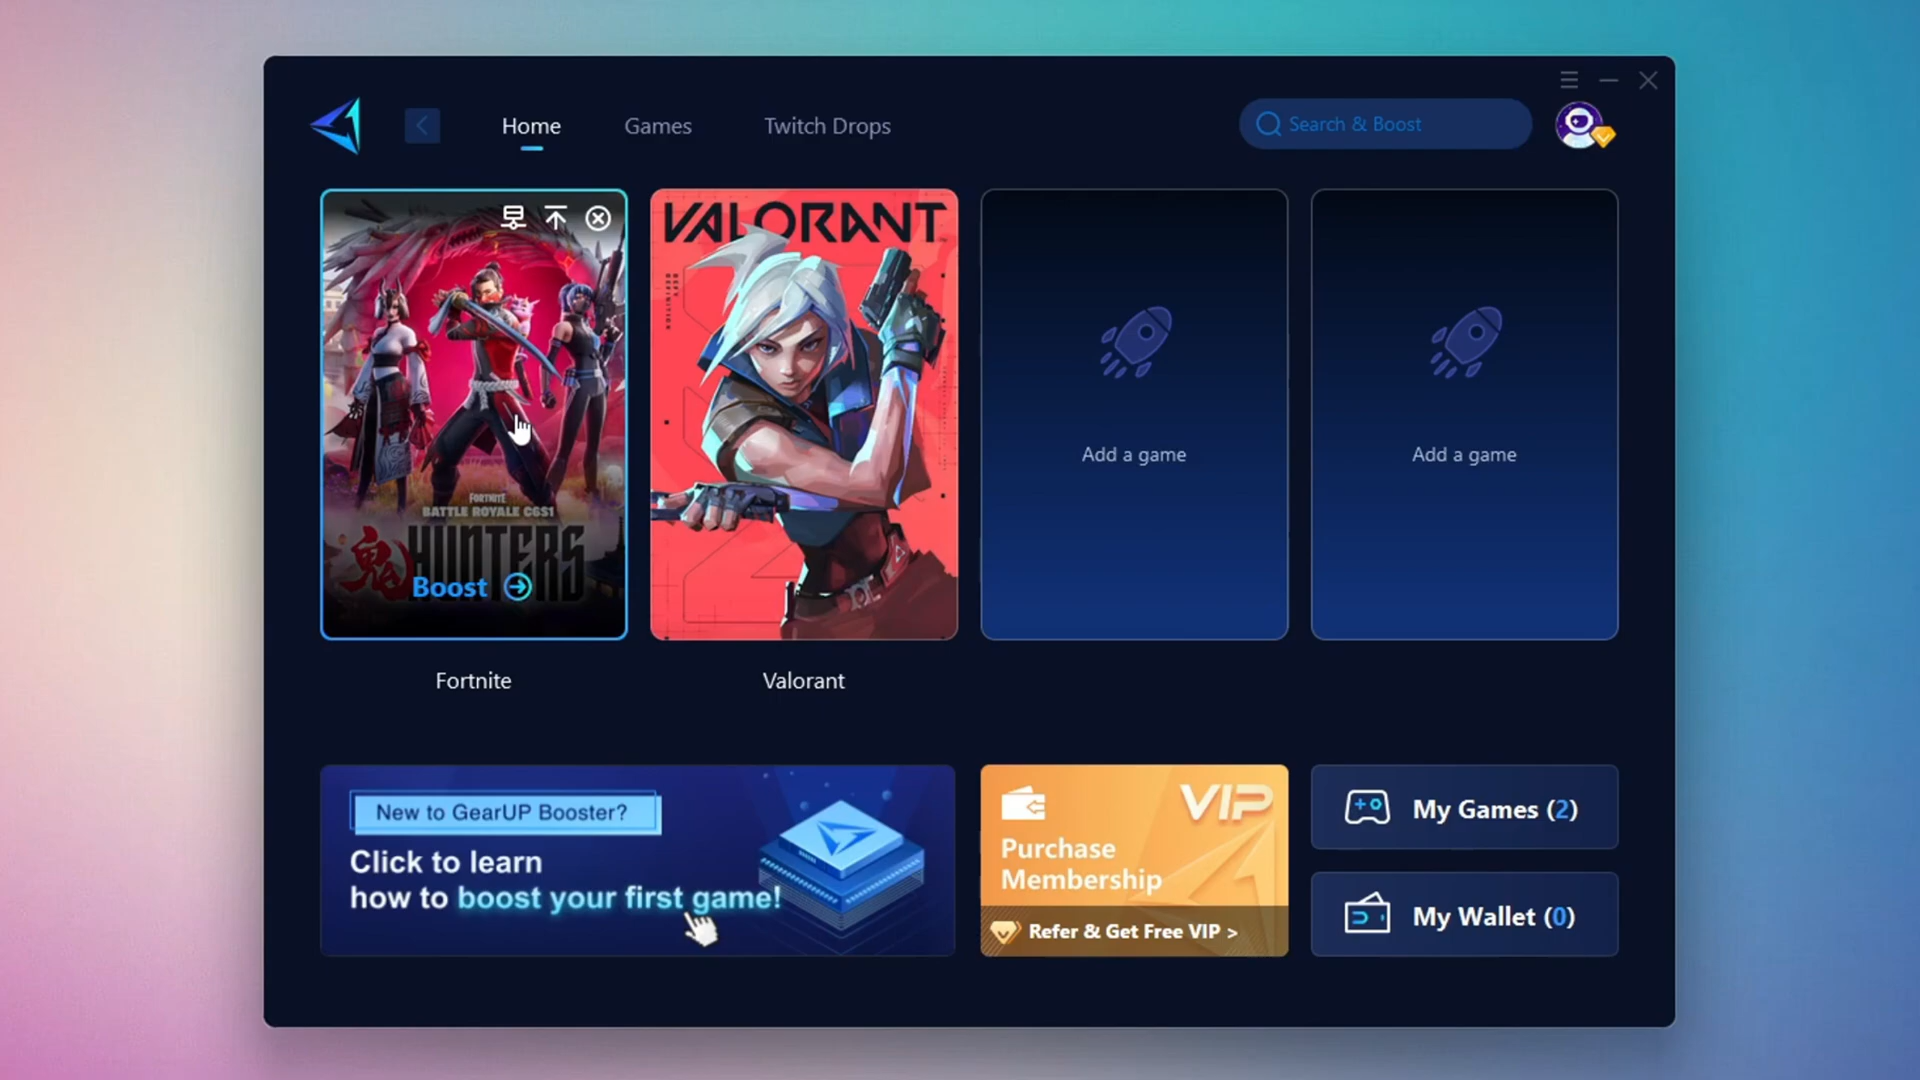 Home
Games
Twitch Drops
Search & Boost
FORTNITE
BATTLE ROYALE C6S1
鬼 HUNTERS
Boost
VALORANT
DEFY
Add a game
Add a game
Fortnite
Valorant
New to GearUP Booster?
Click to learn
how to boost your first game!
VIP
Purchase
Membership
Refer & Get Free VIP >
My Games (2)
My Wallet (0)